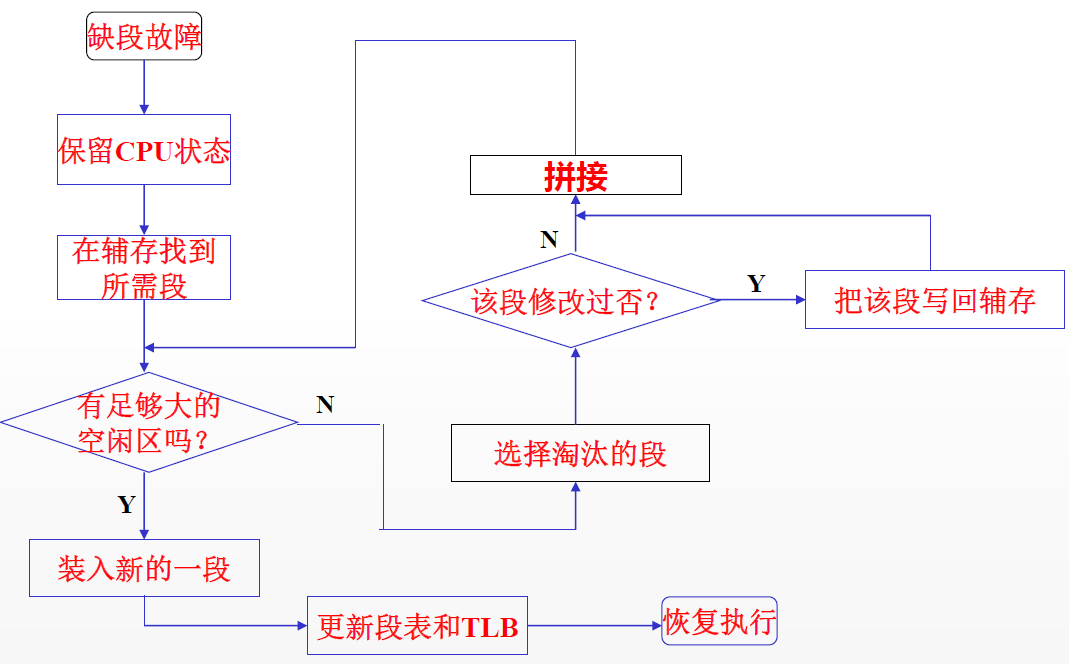 缺段故障
保留CPU状态
在辅存找到
所需段
有足够大的
空闲区吗?
N
Y
装入新的一段
更新段表和TLB
恢复执行
选择淘汰的段
该段修改过否?
N
Y
把该段写回辅存
拼接